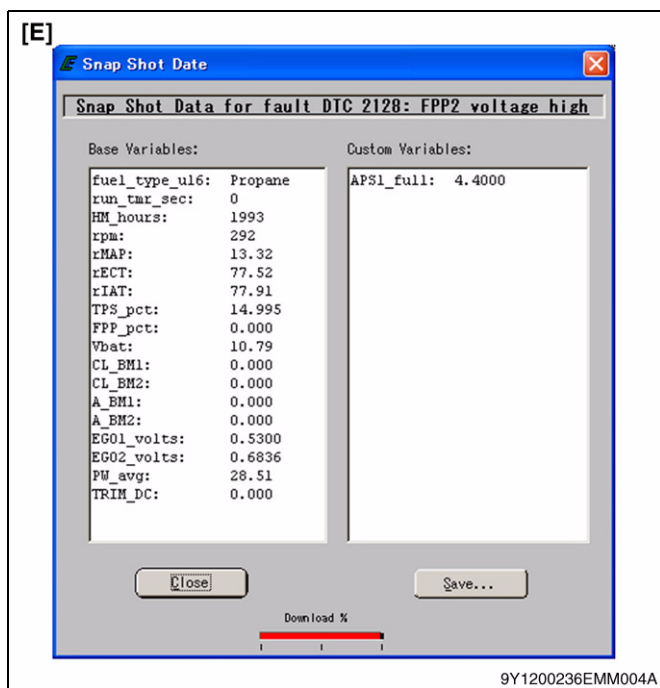 [E]
Snap Shot Date
Snap Shot Data for fault DTC 2128: FPP2 voltage high
Base Variables:
fuel_type_u16: Propane
run_tmr_sec: 0
HM_hours: 1993
rpm: 292
rMAP: 13.32
rECT: 77.52
rIAT: 77.91
TPS_pct: 14.995
FPP_pct: 0.000
Vbat: 10.79
CL_BM1: 0.000
CL_BM2: 0.000
A_BM1: 0.000
A_BM2: 0.000
EGO1_volts: 0.5300
EGO2_volts: 0.6836
PW_avg: 28.51
TRIM_DC: 0.000
Custom Variables:
APS1_full: 4.4000
Close
Save...
Download %
9Y1200236EMM004A